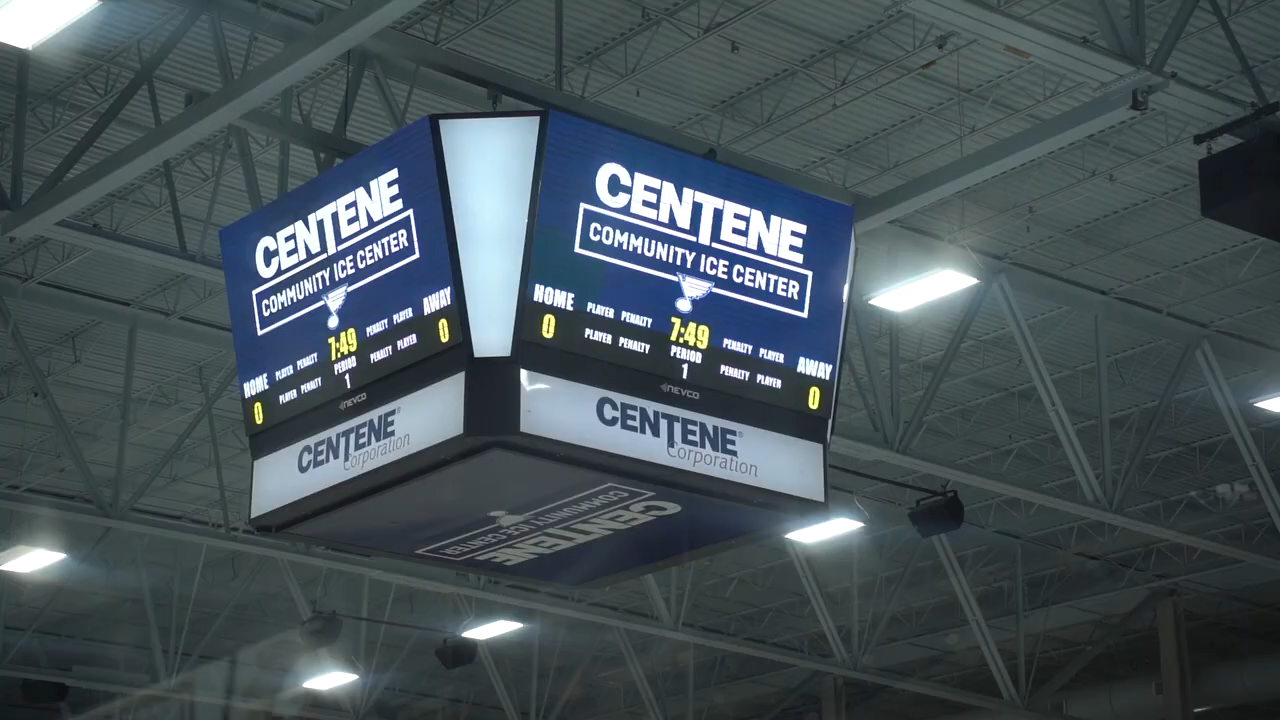 CENTENE
COMMUNITY ICE CENTER
HOME PLAYER PENALTY 7:49 PENALTY PLAYER AWAY
0 PLAYER PENALTY PERIOD PENALTY PLAYER 0
1
NEVCO
CENTENE®
Corporation
CENTENE
COMMUNITY ICE CENTER
HOME PLAYER PENALTY 7:49 PENALTY PLAYER AWAY
0 PLAYER PENALTY PERIOD PENALTY PLAYER 0
1
NEVCO
CENTENE®
Corporation
CENTENE
COMMUNITY ICE CENTER